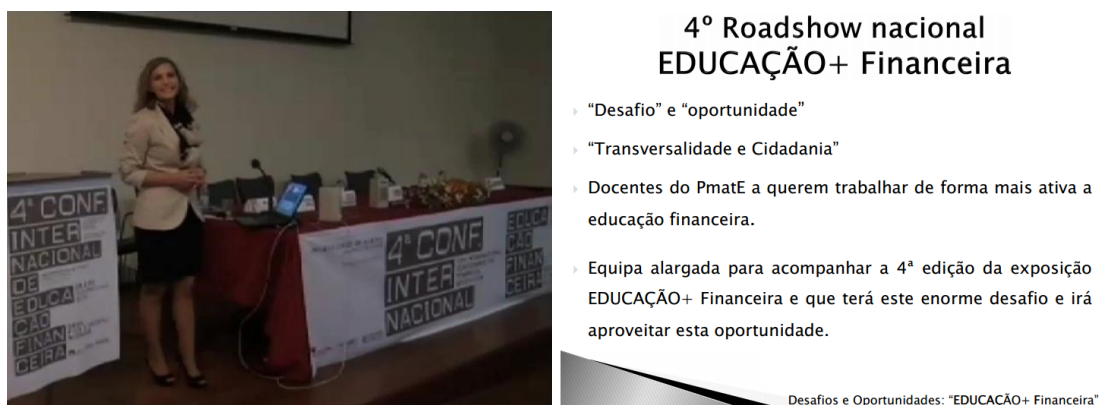 4ª CONF.
INTER
NACIONAL
DE
EDUCA
ÇÃO
FINAN
CEIRA
4ª CONF.
INTER
NACIONAL
EDUCA
ÇÃO
FINAN
CEIRA
4º Roadshow nacional
EDUCAÇÃO+ Financeira
“Desafio” e “oportunidade”
“Transversalidade e Cidadania”
Docentes do PmatE a querem trabalhar de forma mais ativa a
educação financeira.
Equipa alargada para acompanhar a 4ª edição da exposição
EDUCAÇÃO+ Financeira e que terá este enorme desafio e irá
aproveitar esta oportunidade.
Desafios e Oportunidades: “EDUCAÇÃO+ Financeira”